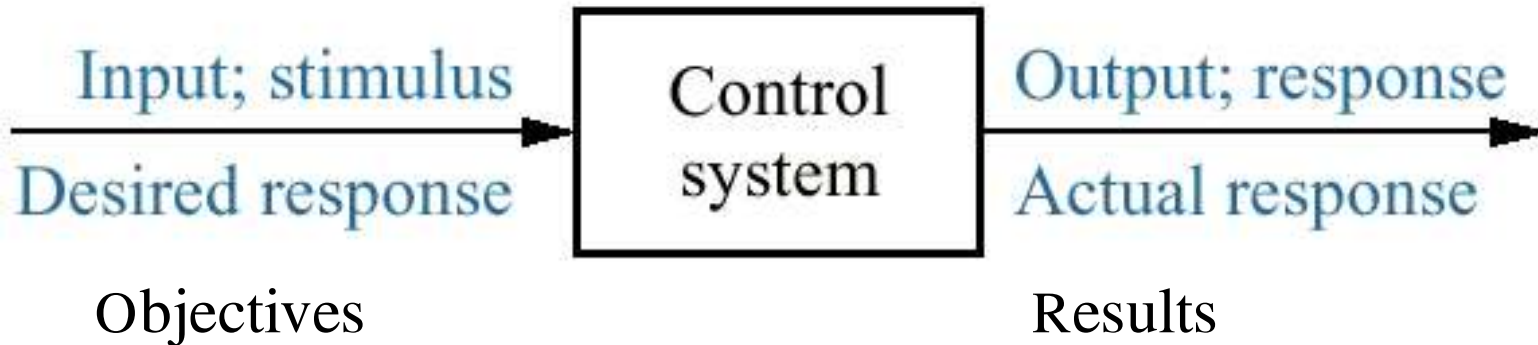 Input; stimulus
Desired response
Control
system
Output; response
Actual response
Objectives
Results